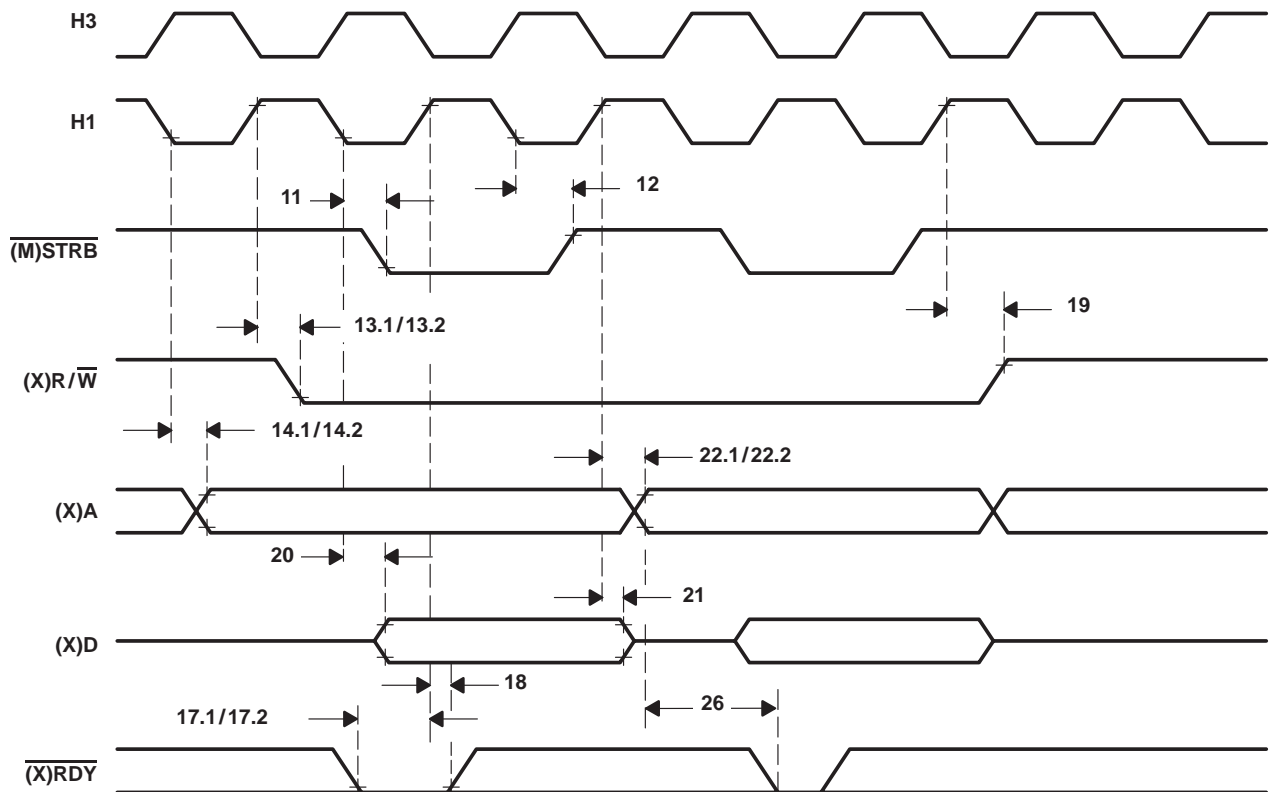 H3
H1
11
12
(M)STRB
19
13.1/13.2
(X)R/W
14.1/14.2
22.1/22.2
(X)A
20
21
(X)D
18
26
17.1/17.2
(X)RDY